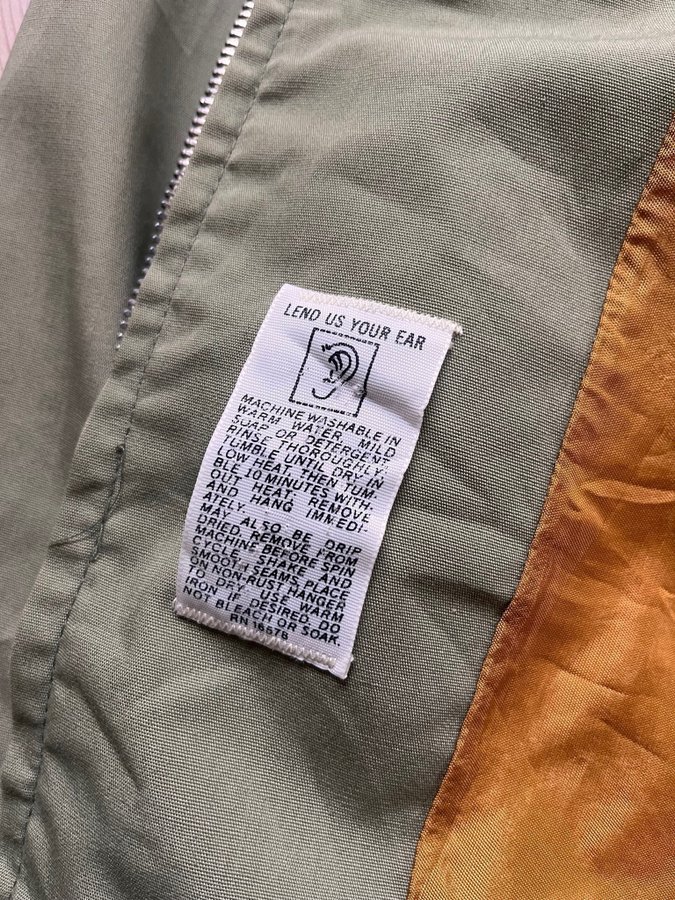 LEND US YOUR EAR
MACHINE WASHABLE IN
WARM WATER, MILD
SOAP OR DETERGENT.
RINSE THOROUGHLY.
TUMBLE UNTIL DRY IN
LOW HEAT. THEN TUM-
BLE 10 MINUTES WITH-
OUT HEAT. REMOVE
AND HANG IMMEDI-
ATELY.
MAY ALSO BE DRIP
DRIED. REMOVE FROM
MACHINE BEFORE SPIN
CYCLE, SHAKE AND
SMOOTH SEAMS. PLACE
ON NON-RUST HANGER
TO DRY. USE WARM
IRON IF DESIRED. DO
NOT BLEACH OR SOAK.
RN 16578